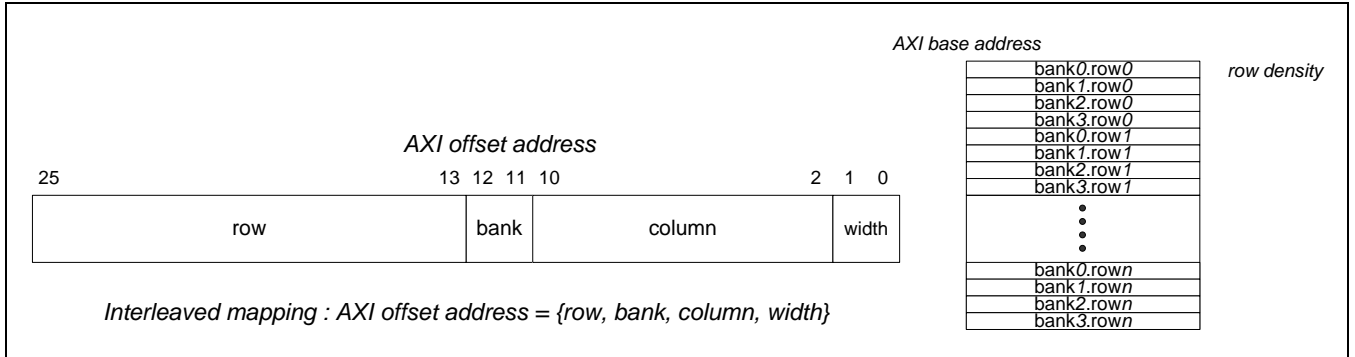 AXI base address
bank0.row0 row density
bank1.row0
bank2.row0
bank3.row0
bank0.row1
bank1.row1
bank2.row1
bank3.row1
bank0.rown
bank1.rown
bank2.rown
bank3.rown
AXI offset address
25 13 12 11 10 2 1 0
row bank column width
Interleaved mapping : AXI offset address = {row, bank, column, width}